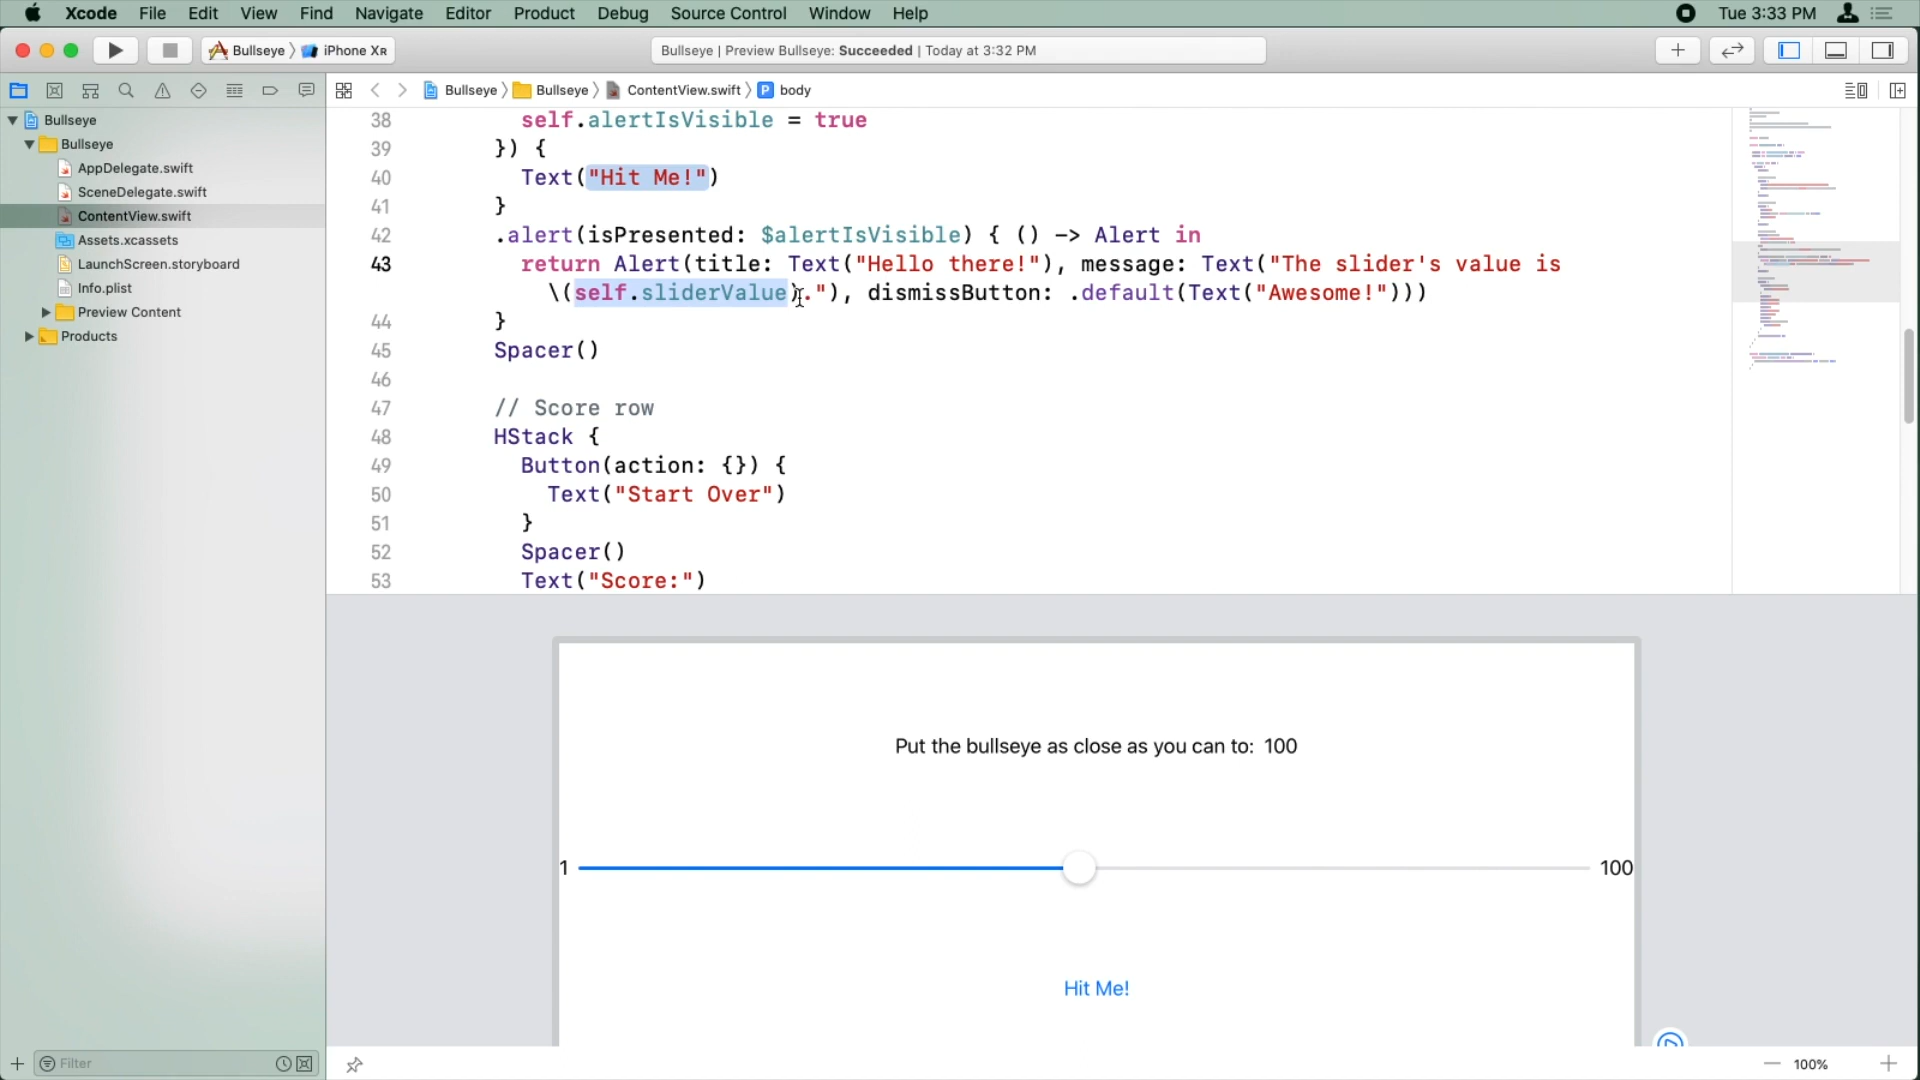 Xcode File Edit View Find Navigate Editor Product Debug Source Control Window Help Tue 3:33 PM
Bullseye iPhone XR Bullseye | Preview Bullseye: Succeeded | Today at 3:32 PM
Bullseye Bullseye ContentView.swift P body
Bullseye
Bullseye
AppDelegate.swift
SceneDelegate.swift
ContentView.swift
Assets.xcassets
LaunchScreen.storyboard
Info.plist
Preview Content
Products
38 self.alertIsVisible = true
39 }) {
40 Text("Hit Me!")
41 }
42 .alert(isPresented: $alertIsVisible) { () -> Alert in
43 return Alert(title: Text("Hello there!"), message: Text("The slider's value is
\(self.sliderValue)."), dismissButton: .default(Text("Awesome!")))
44 }
45 Spacer()
46
47 // Score row
48 HStack {
49 Button(action: {}) {
50 Text("Start Over")
51 }
52 Spacer()
53 Text("Score:")
Put the bullseye as close as you can to: 100
1 100
Hit Me!
Filter
100%